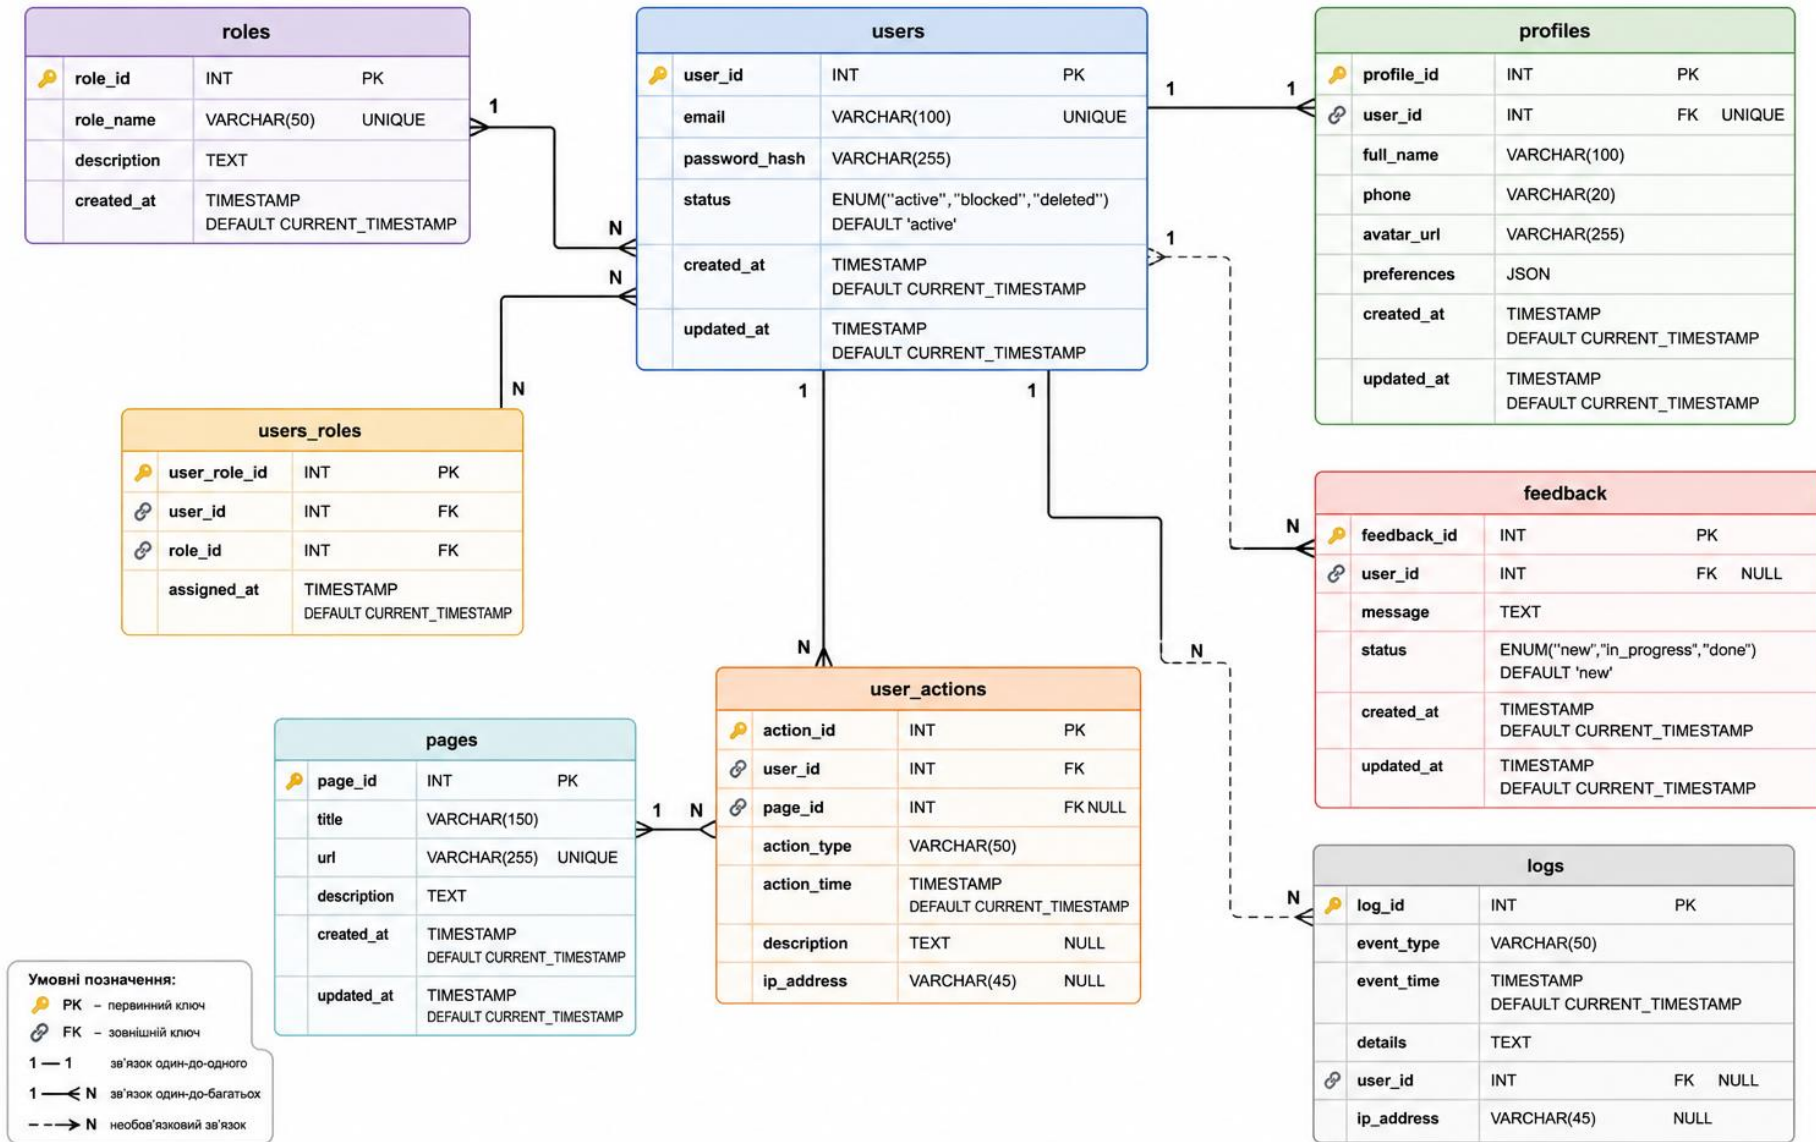 roles
role_id INT PK
role_name VARCHAR(50) UNIQUE
description TEXT
created_at TIMESTAMP
DEFAULT CURRENT_TIMESTAMP
1
N
users
user_id INT PK
email VARCHAR(100) UNIQUE
password_hash VARCHAR(255)
status ENUM("active","blocked","deleted")
DEFAULT 'active'
created_at TIMESTAMP
DEFAULT CURRENT_TIMESTAMP
updated_at TIMESTAMP
DEFAULT CURRENT_TIMESTAMP
1 1
profiles
profile_id INT PK
user_id INT FK UNIQUE
full_name VARCHAR(100)
phone VARCHAR(20)
avatar_url VARCHAR(255)
preferences JSON
created_at TIMESTAMP
DEFAULT CURRENT_TIMESTAMP
updated_at TIMESTAMP
DEFAULT CURRENT_TIMESTAMP
N
N
users_roles
user_role_id INT PK
user_id INT FK
role_id INT FK
assigned_at TIMESTAMP
DEFAULT CURRENT_TIMESTAMP
1
N
1
N
N
1
N
feedback
feedback_id INT PK
user_id INT FK NULL
message TEXT
status ENUM("new","in_progress","done")
DEFAULT 'new'
created_at TIMESTAMP
DEFAULT CURRENT_TIMESTAMP
updated_at TIMESTAMP
DEFAULT CURRENT_TIMESTAMP
user_actions
action_id INT PK
user_id INT FK
page_id INT FK NULL
action_type VARCHAR(50)
action_time TIMESTAMP
DEFAULT CURRENT_TIMESTAMP
description TEXT NULL
ip_address VARCHAR(45) NULL
1 N
pages
page_id INT PK
title VARCHAR(150)
url VARCHAR(255) UNIQUE
description TEXT
created_at TIMESTAMP
DEFAULT CURRENT_TIMESTAMP
updated_at TIMESTAMP
DEFAULT CURRENT_TIMESTAMP
logs
log_id INT PK
event_type VARCHAR(50)
event_time TIMESTAMP
DEFAULT CURRENT_TIMESTAMP
details TEXT
user_id INT FK NULL
ip_address VARCHAR(45) NULL
Умовні позначення:
PK – первинний ключ
FK – зовнішній ключ
1 — 1 зв'язок один-до-одного
1 — N зв'язок один-до-багатьох
N необов'язковий зв'язок